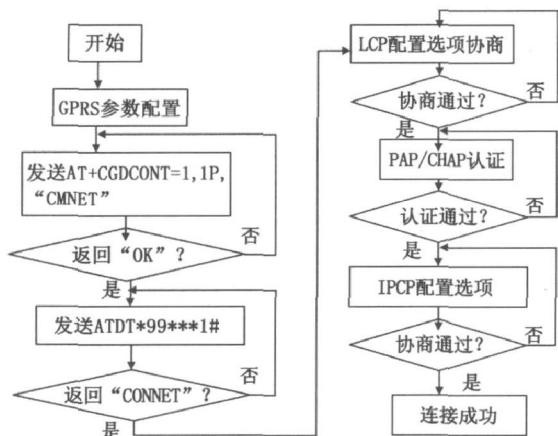 开始
GPRS参数配置
发送AT+CGDCONT=1,1P,
“CMNET”
返回“OK”？
否
是
发送ATDT*99***1#
返回“CONNET”？
否
是
LCP配置选项协商
协商通过？
否
是
PAP/CHAP认证
认证通过？
否
是
IPCP配置选项
协商通过？
否
是
连接成功